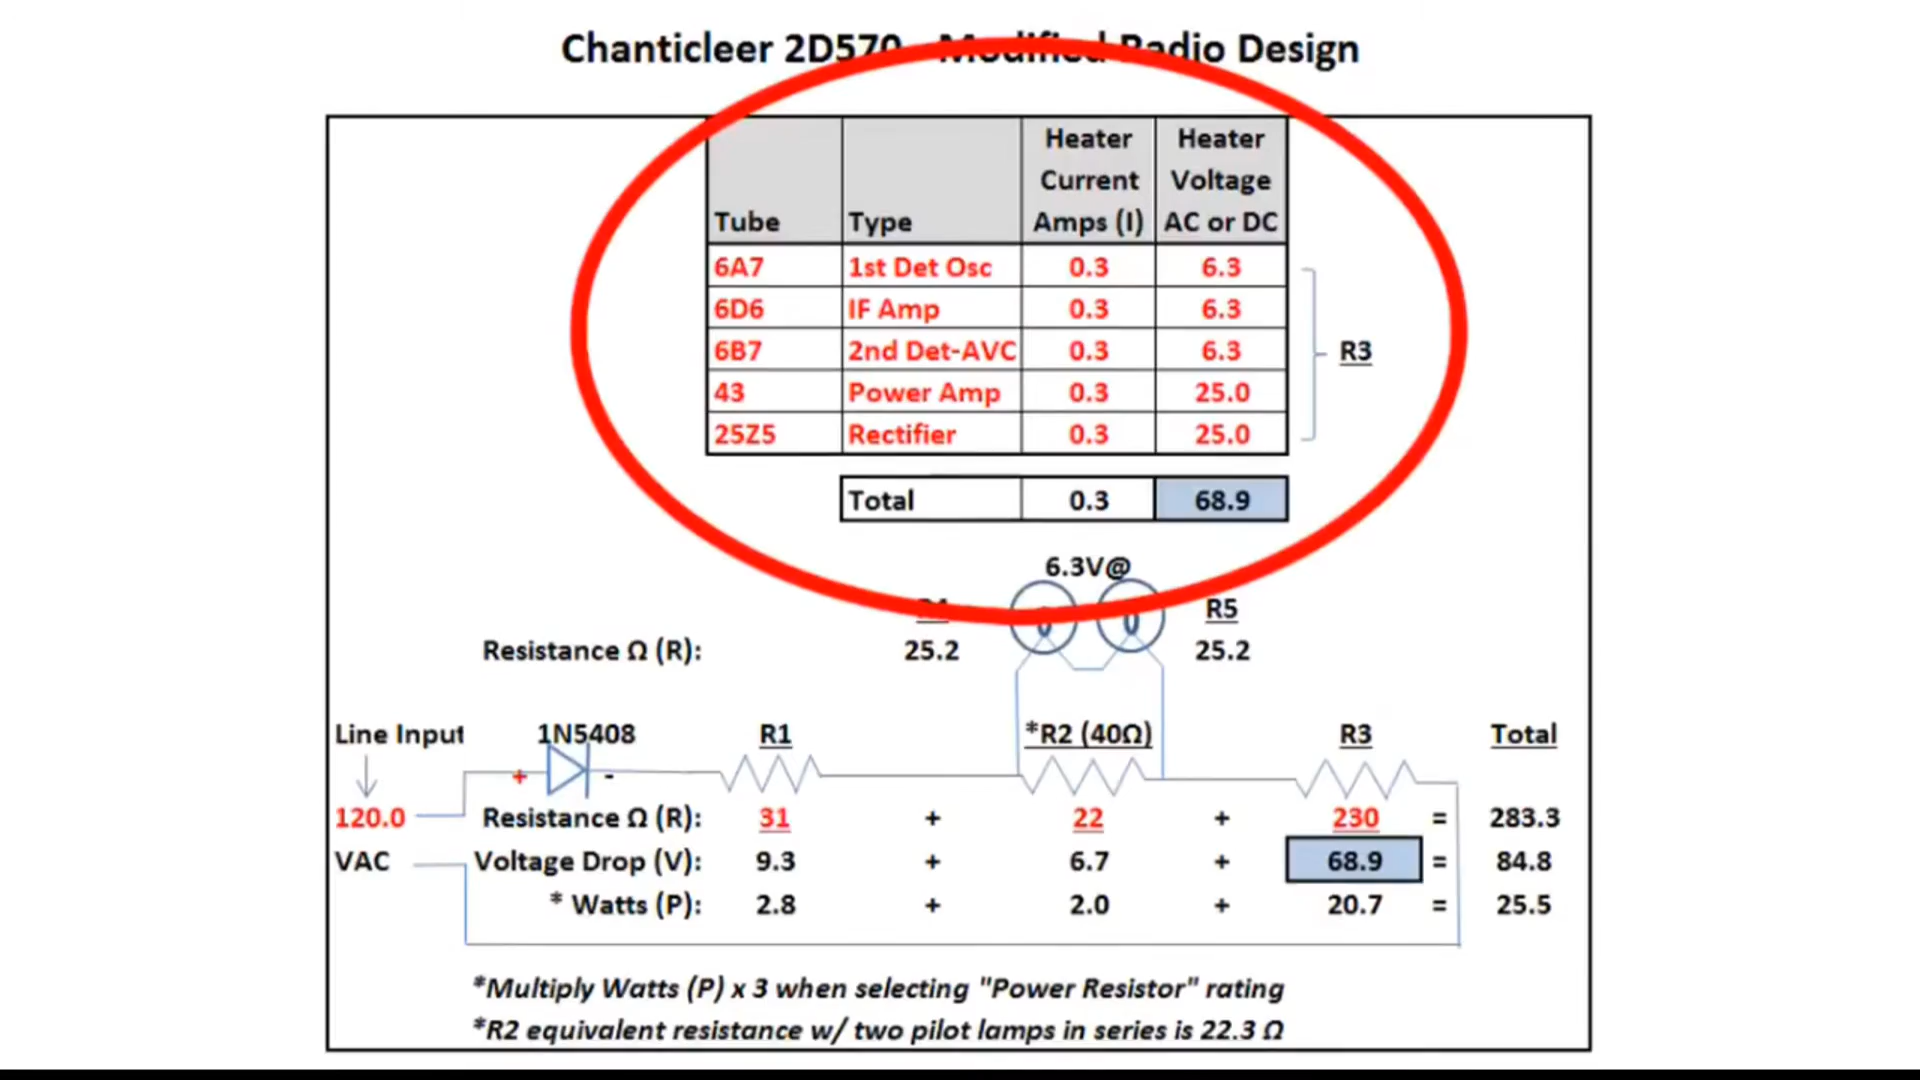 Chanticleer 2D570 - Modified Radio Design
Tube Type Heater Current Amps (I) Heater Voltage AC or DC
6A7 1st Det Osc 0.3 6.3
6D6 IF Amp 0.3 6.3
6B7 2nd Det-AVC 0.3 6.3
R3
43 Power Amp 0.3 25.0
25Z5 Rectifier 0.3 25.0
Total 0.3 68.9
6.3V@
R4 R5
Resistance Ω (R): 25.2 25.2
Line Input 1N5408 R1 *R2 (40Ω) R3 Total
+ -
120.0 Resistance Ω (R): 31 + 22 + 230 = 283.3
VAC Voltage Drop (V): 9.3 + 6.7 + 68.9 = 84.8
* Watts (P): 2.8 + 2.0 + 20.7 = 25.5
*Multiply Watts (P) x 3 when selecting "Power Resistor" rating
*R2 equivalent resistance w/ two pilot lamps in series is 22.3 Ω